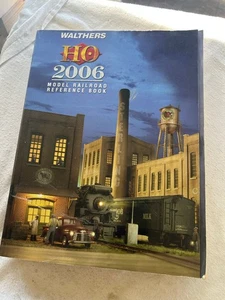 WALTHERS
HO
2006
MODEL RAILROAD
REFERENCE BOOK